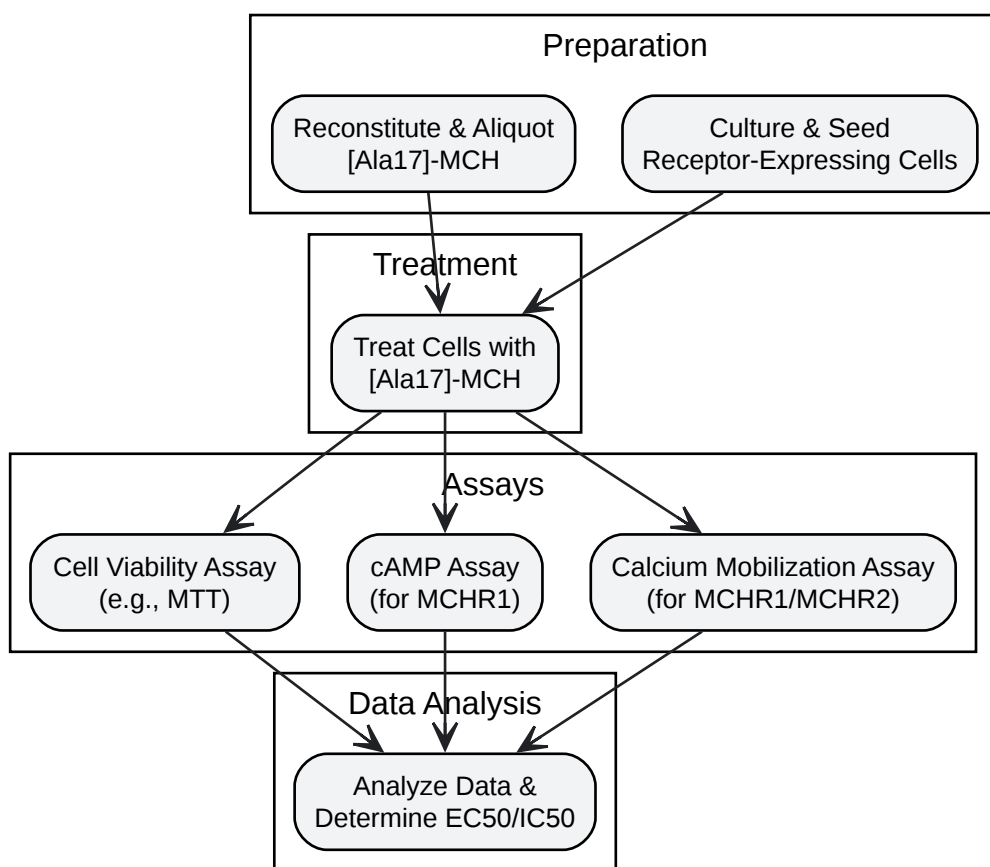 Preparation
Reconstitute & Aliquot
[Ala17]-MCH
Culture & Seed
Receptor-Expressing Cells
Treatment
Treat Cells with
[Ala17]-MCH
Assays
Cell Viability Assay
(e.g., MTT)
cAMP Assay
(for MCHR1)
Calcium Mobilization Assay
(for MCHR1/MCHR2)
Data Analysis
Analyze Data &
Determine EC50/IC50